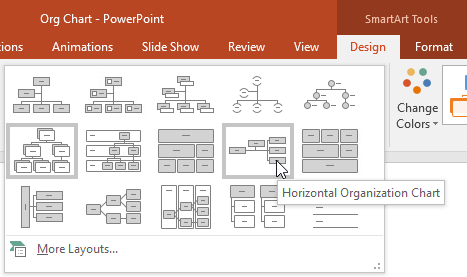 Org Chart - PowerPoint
SmartArt Tools
tions
Animations
Slide Show
Review
View
Design
Format
Change
Colors
Horizontal Organization Chart
More Layouts...